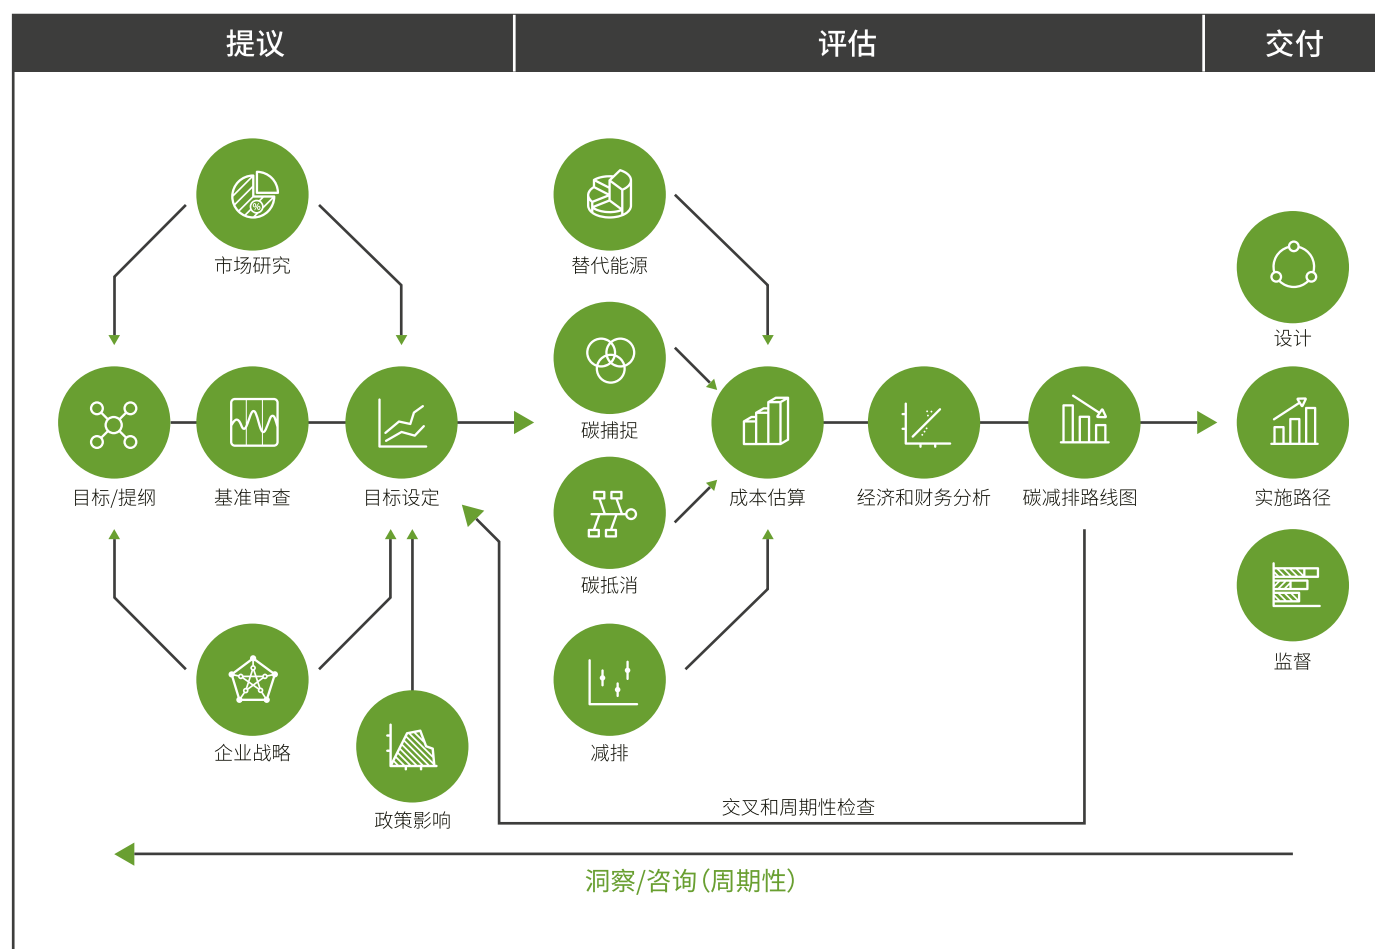 提议
评估
交付
市场研究
替代能源
设计
碳捕捉
目标/提纲
基准审查
目标设定
成本估算
经济和财务分析
碳减排路线图
实施路径
碳抵消
监督
企业战略
减排
政策影响
交叉和周期性检查
洞察/咨询(周期性)